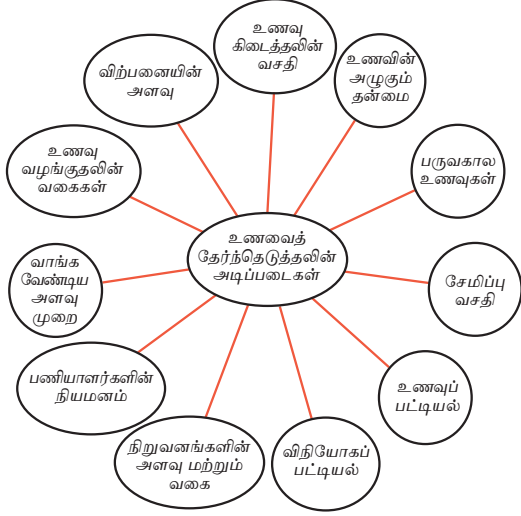 உணவு
கிடைத்தலின்
வசதி
உணவின்
அழுகும்
தன்மை
பருவகால
உணவுகள்
சேமிப்பு
வசதி
உணவுப்
பட்டியல்
விநியோகப்
பட்டியல்
நிறுவனங்களின்
அளவு மற்றும்
வகை
பணியாளர்களின்
நியமனம்
வாங்க
வேண்டிய
அளவு
முறை
உணவு
வழங்குதலின்
வகைகள்
விற்பனையின்
அளவு
உணவைத்
தேர்ந்தெடுத்தலின்
அடிப்படைகள்